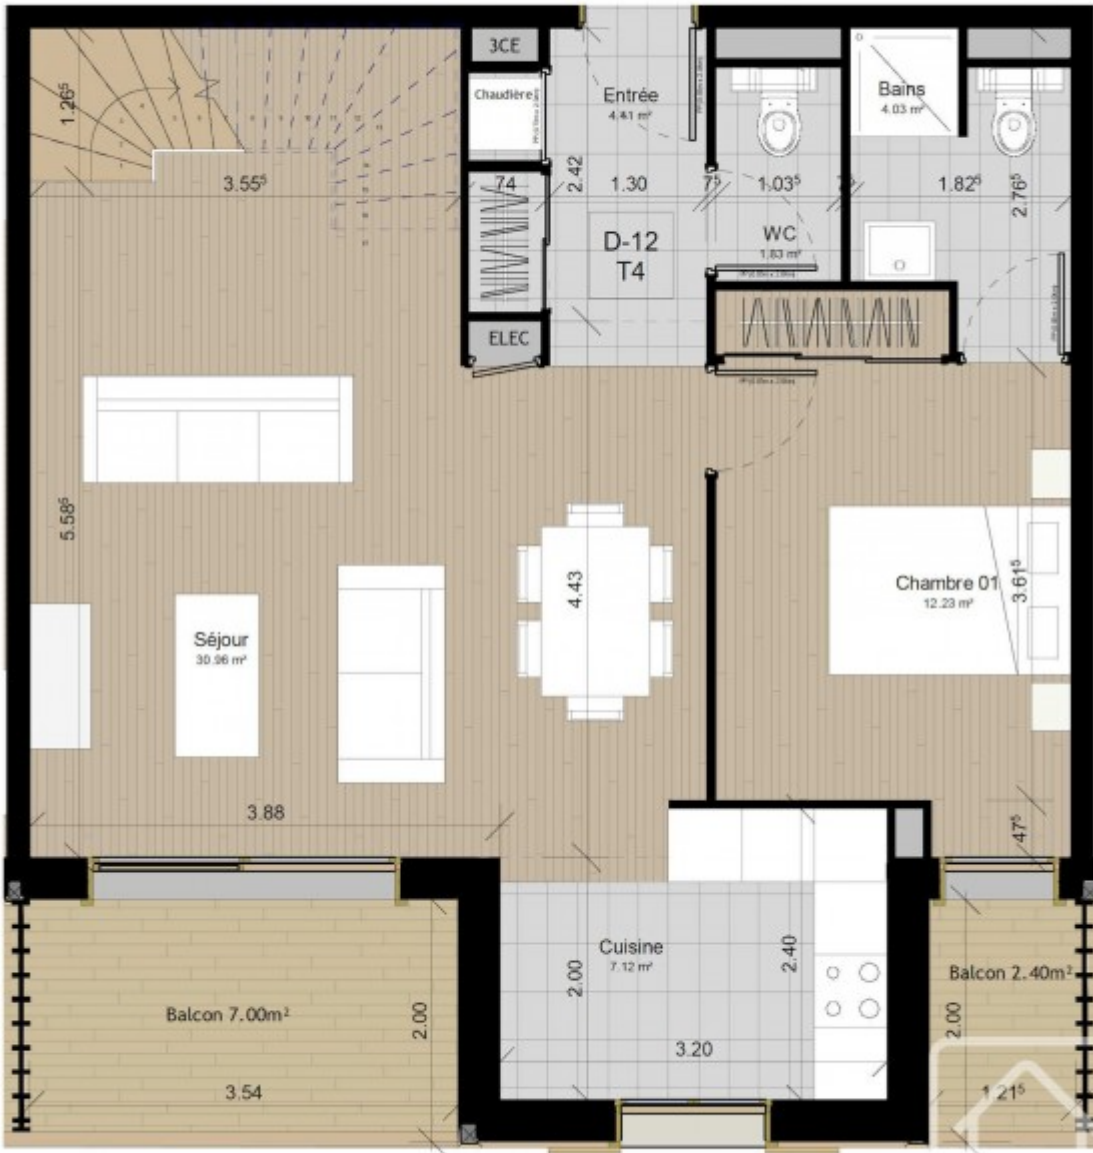 3CE
Chaudière
Entrée
4.41 m²
Bains
4.03 m²
1.26⁵
3.55⁵
74
2.42
1.30
7⁵
1.03⁵
1.82⁵
2.76⁵
WC
1.83 m²
D-12
T4
ELEC
5.58⁵
4.43
Chambre 01
12.23 m²
3.61⁵
Séjour
30.96 m²
3.88
47⁵
Cuisine
7.12 m²
2.00
2.40
Balcon 2.40m²
Balcon 7.00m²
2.00
2.00
3.20
3.54
1.21⁵